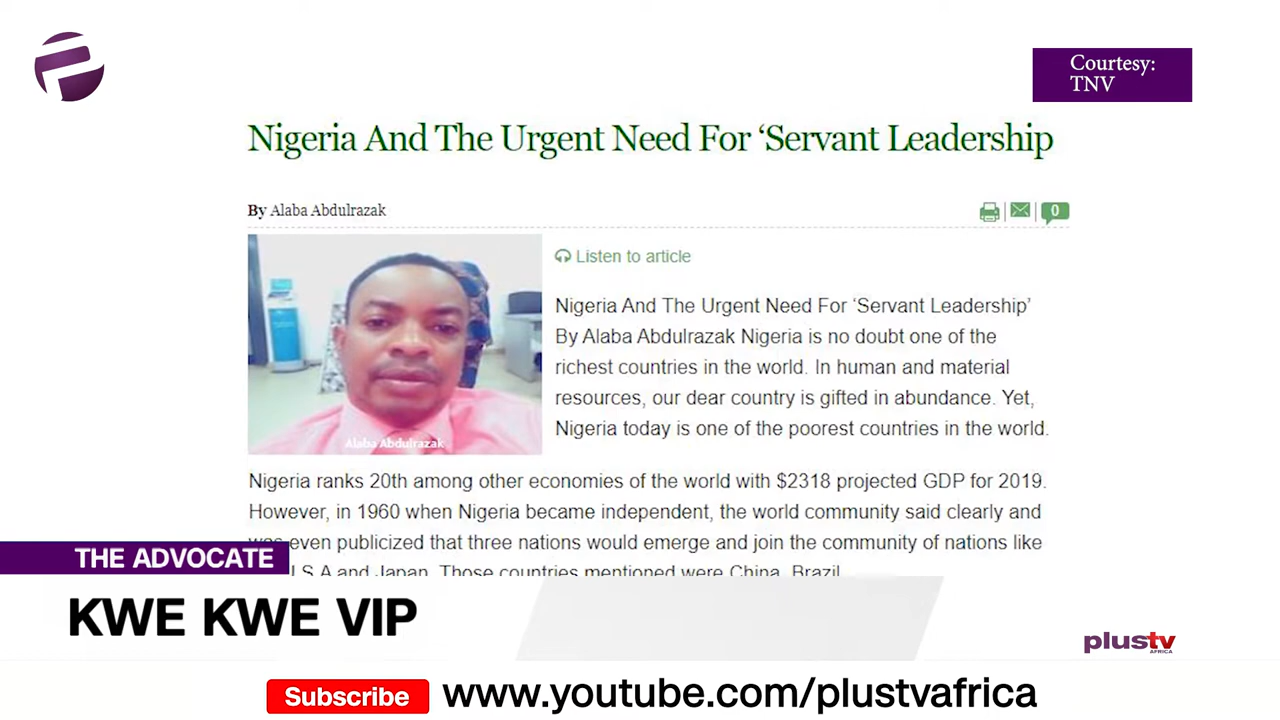 Courtesy:
TNV
Nigeria And The Urgent Need For ‘Servant Leadership
By Alaba Abdulrazak
0
Listen to article
Nigeria And The Urgent Need For ‘Servant Leadership’
By Alaba Abdulrazak Nigeria is no doubt one of the
richest countries in the world. In human and material
resources, our dear country is gifted in abundance. Yet,
Nigeria today is one of the poorest countries in the world.
Alaba Abdulrazak
Nigeria ranks 20th among other economies of the world with $2318 projected GDP for 2019.
However, in 1960 when Nigeria became independent, the world community said clearly and
was even publicized that three nations would emerge and join the community of nations like
U.S.A and Japan. Those countries mentioned were China, Brazil
THE ADVOCATE
KWE KWE VIP
plustv
AFRICA
Subscribe www.youtube.com/plustvafrica